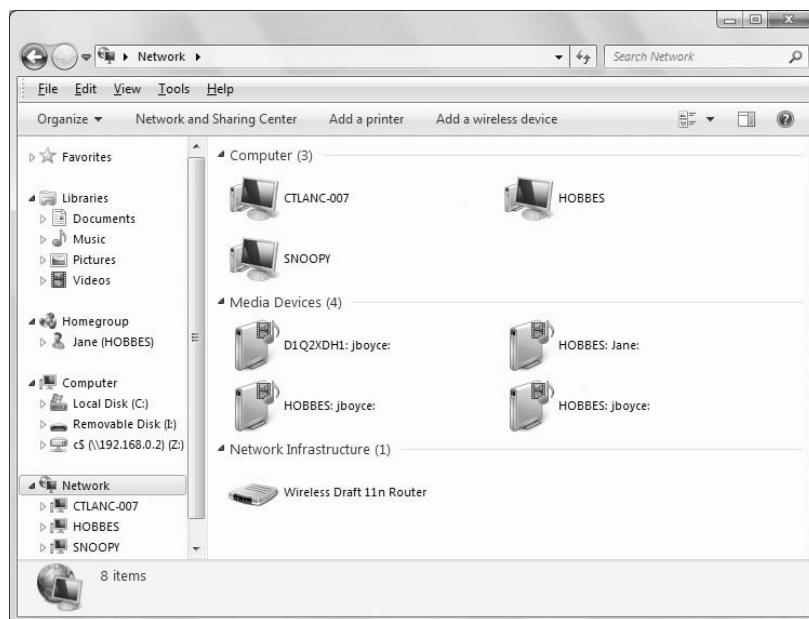 Network
Search Network
File Edit View Tools Help
Organize Network and Sharing Center Add a printer Add a wireless device
Favorites
Libraries
Documents
Music
Pictures
Videos
Homegroup
Jane (HOBBES)
Computer
Local Disk (C:)
Removable Disk (I:)
c$ (\\192.168.0.2) (Z:)
Network
CTLANC-007
HOBBES
SNOOPY
Computer (3)
CTLANC-007
HOBBES
SNOOPY
Media Devices (4)
D1Q2XDH1: jboyce:
HOBBES: Jane:
HOBBES: jboyce:
HOBBES: jboyce:
Network Infrastructure (1)
Wireless Draft 11n Router
8 items